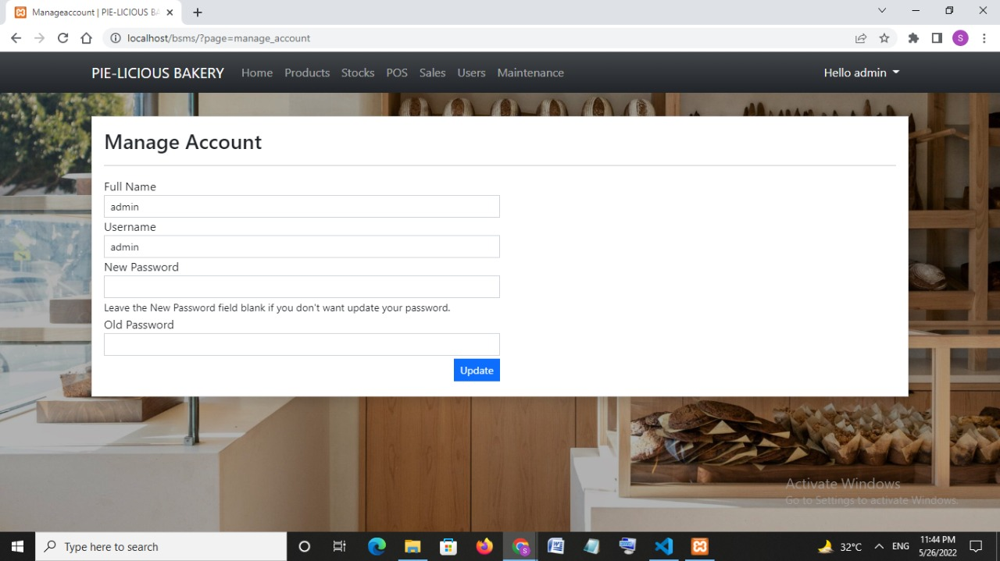 Manageaccount | PIE-LICIOUS BA
localhost/bsms/?page=manage_account
S
PIE-LICIOUS BAKERY Home Products Stocks POS Sales Users Maintenance Hello admin
Manage Account
Full Name
admin
Username
admin
New Password
Leave the New Password field blank if you don't want update your password.
Old Password
Update
Activate Windows
Go to Settings to activate Windows.
Type here to search
32°C ENG 11:44 PM
5/26/2022